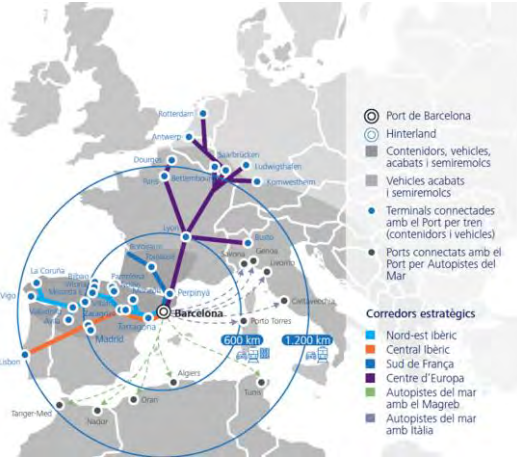 Rotterdam
Antwerp
Dourges
Saarbrücken
Ludwigshafen
Paris
Bettembourg
Kornwestheim
Lyon
Busto
Bordeaux
Toulouse
Savona
Genoa
Livorno
La Coruña
Bilbao
Vitoria
Pamplona
Vigo
Perpinyà
Civitavecchia
Zaragoza
Tarragona
Barcelona
Porto Torres
Madrid
Lisbon
600 km
1.200 km
Algers
Tunis
Oran
Tanger-Med
Nador
Port de Barcelona
Hinterland
Contenidors, vehicles,
acabats i semiremolcs
Vehicles acabats
i semiremolcs
Terminals connectades
amb el Port per tren
(contenidors i vehicles)
Ports connectats amb el
Port per Autopistes del
Mar
Corredors estratègics
Nord-est ibèric
Central Ibèric
Sud de França
Centre d'Europa
Autopistes del mar
amb el Magreb
Autopistes del mar
amb Itàlia